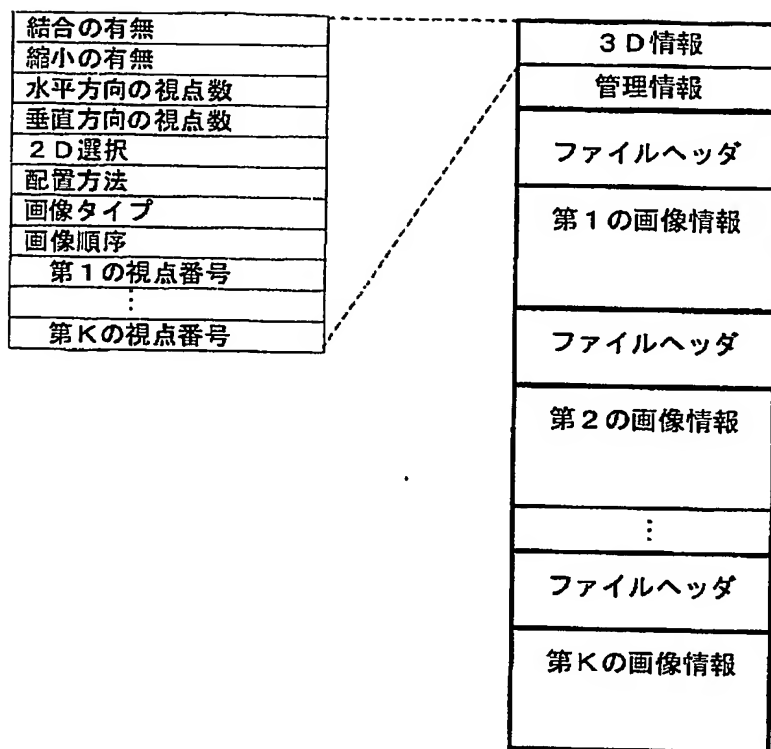 結合の有無
縮小の有無
水平方向の視点数
垂直方向の視点数
2D選択
配置方法
画像タイプ
画像順序
第1の視点番号
⋮
第Kの視点番号
3D情報
管理情報
ファイルヘッダ
第1の画像情報
ファイルヘッダ
第2の画像情報
⋮
ファイルヘッダ
第Kの画像情報